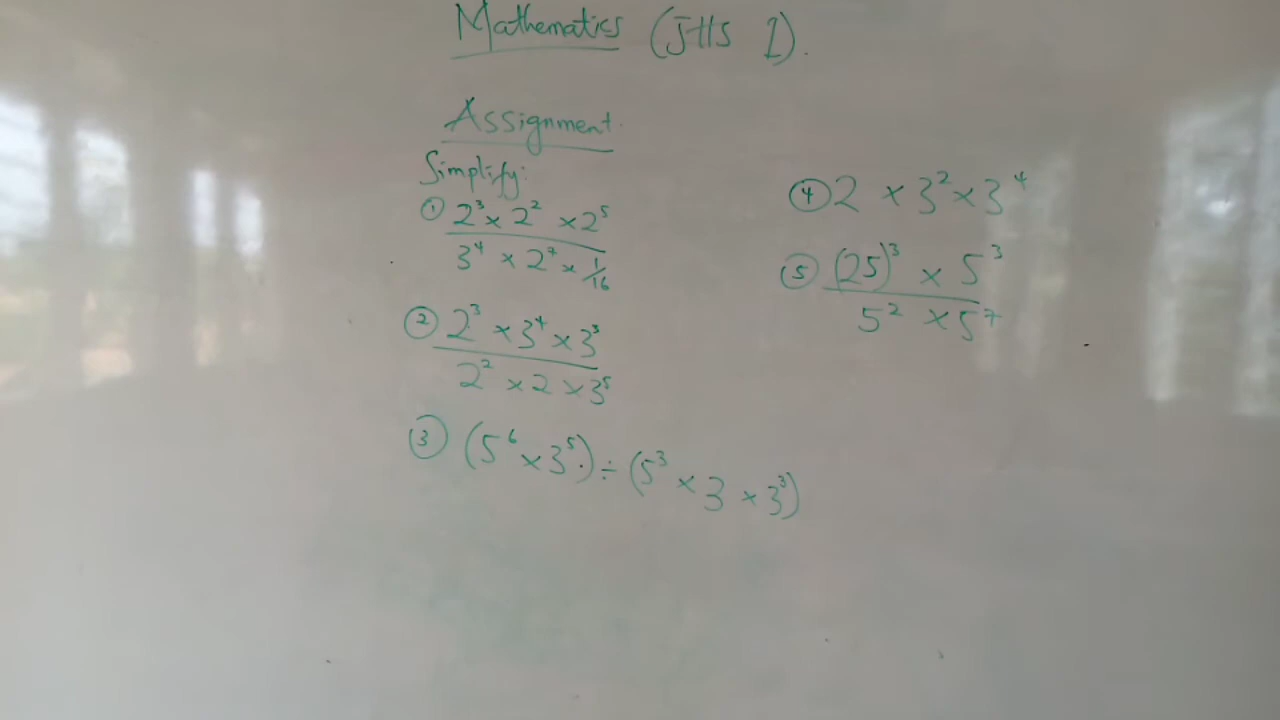 Mathematics (JHS 1).
Assignment.
Simplify:
① 2³ × 2² × 2⁵
3⁴ × 2⁷ × 1/16
② 2³ × 3⁴ × 3³
2² × 2 × 3⁵
③ (5⁶ × 3⁵) ÷ (5³ × 3 × 3³)
④ 2 × 3² × 3⁴
⑤ (25)³ × 5³
5² × 5⁷